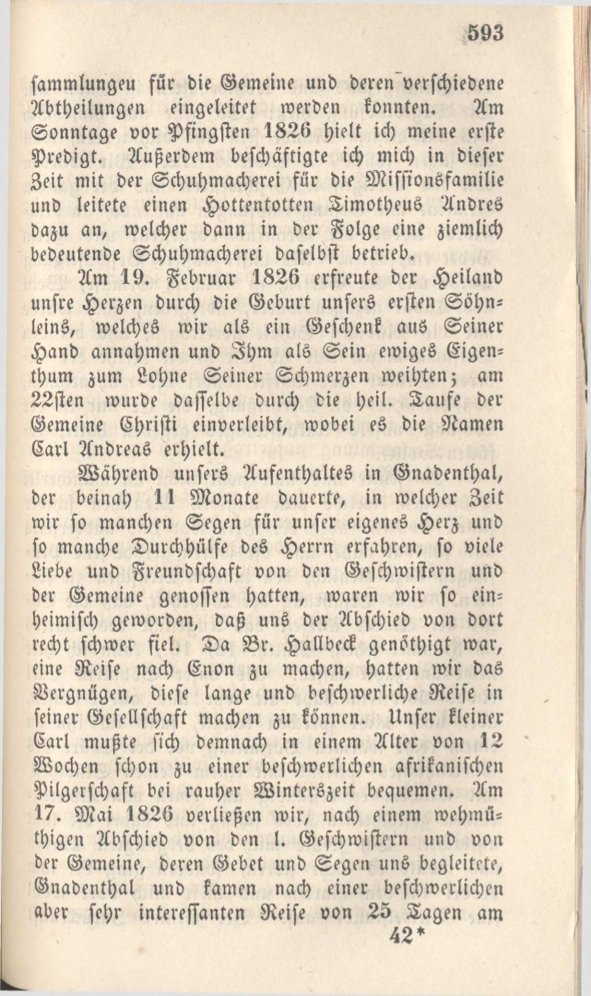 593
sammlungeu für die Gemeine und deren verschiedene
Abtheilungen eingeleitet werden konnten. Am
Sonntage vor Pfingsten 1826 hielt ich meine erste
Predigt. Außerdem beschäftigte ich mich in dieser
Zeit mit der Schuhmacherei für die Missionsfamilie
und leitete einen Hottentotten Timotheus Andres
dazu an, welcher dann in der Folge eine ziemlich
bedeutende Schuhmacherei daselbst betrieb.
Am 19. Februar 1826 erfreute der Heiland
unsre Herzen durch die Geburt unsers ersten Söhn=
leins, welches wir als ein Geschenk aus Seiner
Hand annahmen und Ihm als Sein ewiges Eigen=
thum zum Lohne Seiner Schmerzen weihten; am
22sten wurde dasselbe durch die heil. Taufe der
Gemeine Christi einverleibt, wobei es die Namen
Carl Andreas erhielt.
Während unsers Aufenthaltes in Gnadenthal,
der beinah 11 Monate dauerte, in welcher Zeit
wir so manchen Segen für unser eigenes Herz und
so manche Durchhülfe des Herrn erfahren, so viele
Liebe und Freundschaft von den Geschwistern und
der Gemeine genossen hatten, waren wir so ein=
heimisch geworden, daß uns der Abschied von dort
recht schwer fiel. Da Br. Hallbeck genöthigt war,
eine Reise nach Enon zu machen, hatten wir das
Vergnügen, diese lange und beschwerliche Reise in
seiner Gesellschaft machen zu können. Unser kleiner
Carl mußte sich demnach in einem Alter von 12
Wochen schon zu einer beschwerlichen afrikanischen
Pilgerschaft bei rauher Winterszeit bequemen. Am
17. Mai 1826 verließen wir, nach einem wehmü=
thigen Abschied von den l. Geschwistern und von
der Gemeine, deren Gebet und Segen uns begleitete,
Gnadenthal und kamen nach einer beschwerlichen
aber sehr interessanten Reise von 25 Tagen am
42*